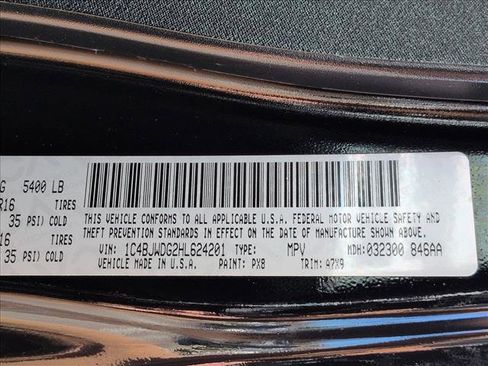 G 5400 LB
R16 TIRES
35 PSI) COLD
16 TIRES
35 PSI) COLD
THIS VEHICLE CONFORMS TO ALL APPLICABLE U.S.A. FEDERAL MOTOR VEHICLE SAFETY AND
THEFT PREVENTION STANDARDS IN EFFECT ON THE DATE OF MANUFACTURE SHOWN ABOVE.
VIN: 1C4BJWDG2HL624201 TYPE: MPV MDH: 032300 846AA
VEHICLE MADE IN U.S.A. PAINT: PX8 TRIM: A7X9